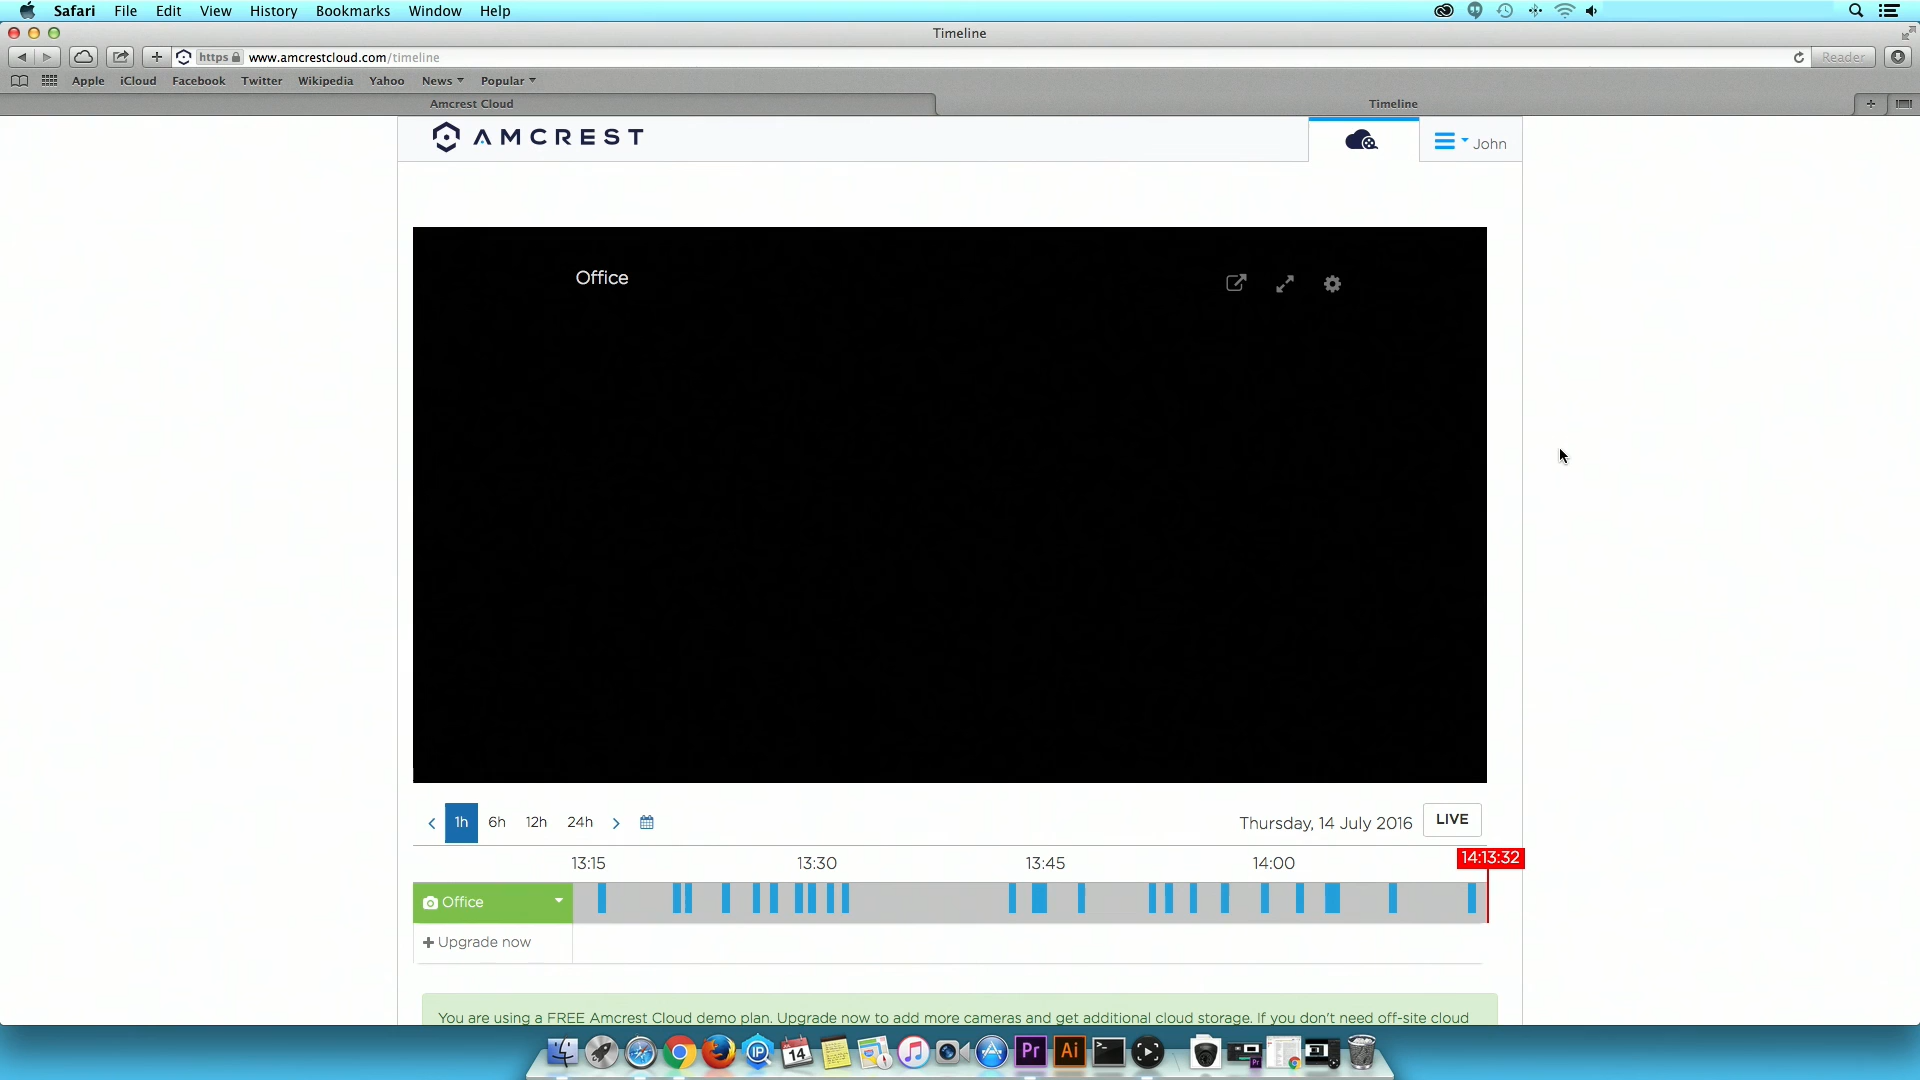 Safari File Edit View History Bookmarks Window Help
Timeline
https www.amcrestcloud.com/timeline Reader
Apple iCloud Facebook Twitter Wikipedia Yahoo News Popular
Amcrest Cloud Timeline
AMCREST John
Office
1h 6h 12h 24h Thursday, 14 July 2016 LIVE
13:15 13:30 13:45 14:00 14:13:32
Office
+ Upgrade now
You are using a FREE Amcrest Cloud demo plan. Upgrade now to add more cameras and get additional cloud storage. If you don't need off-site cloud
IP JUL 14 Pr Ai